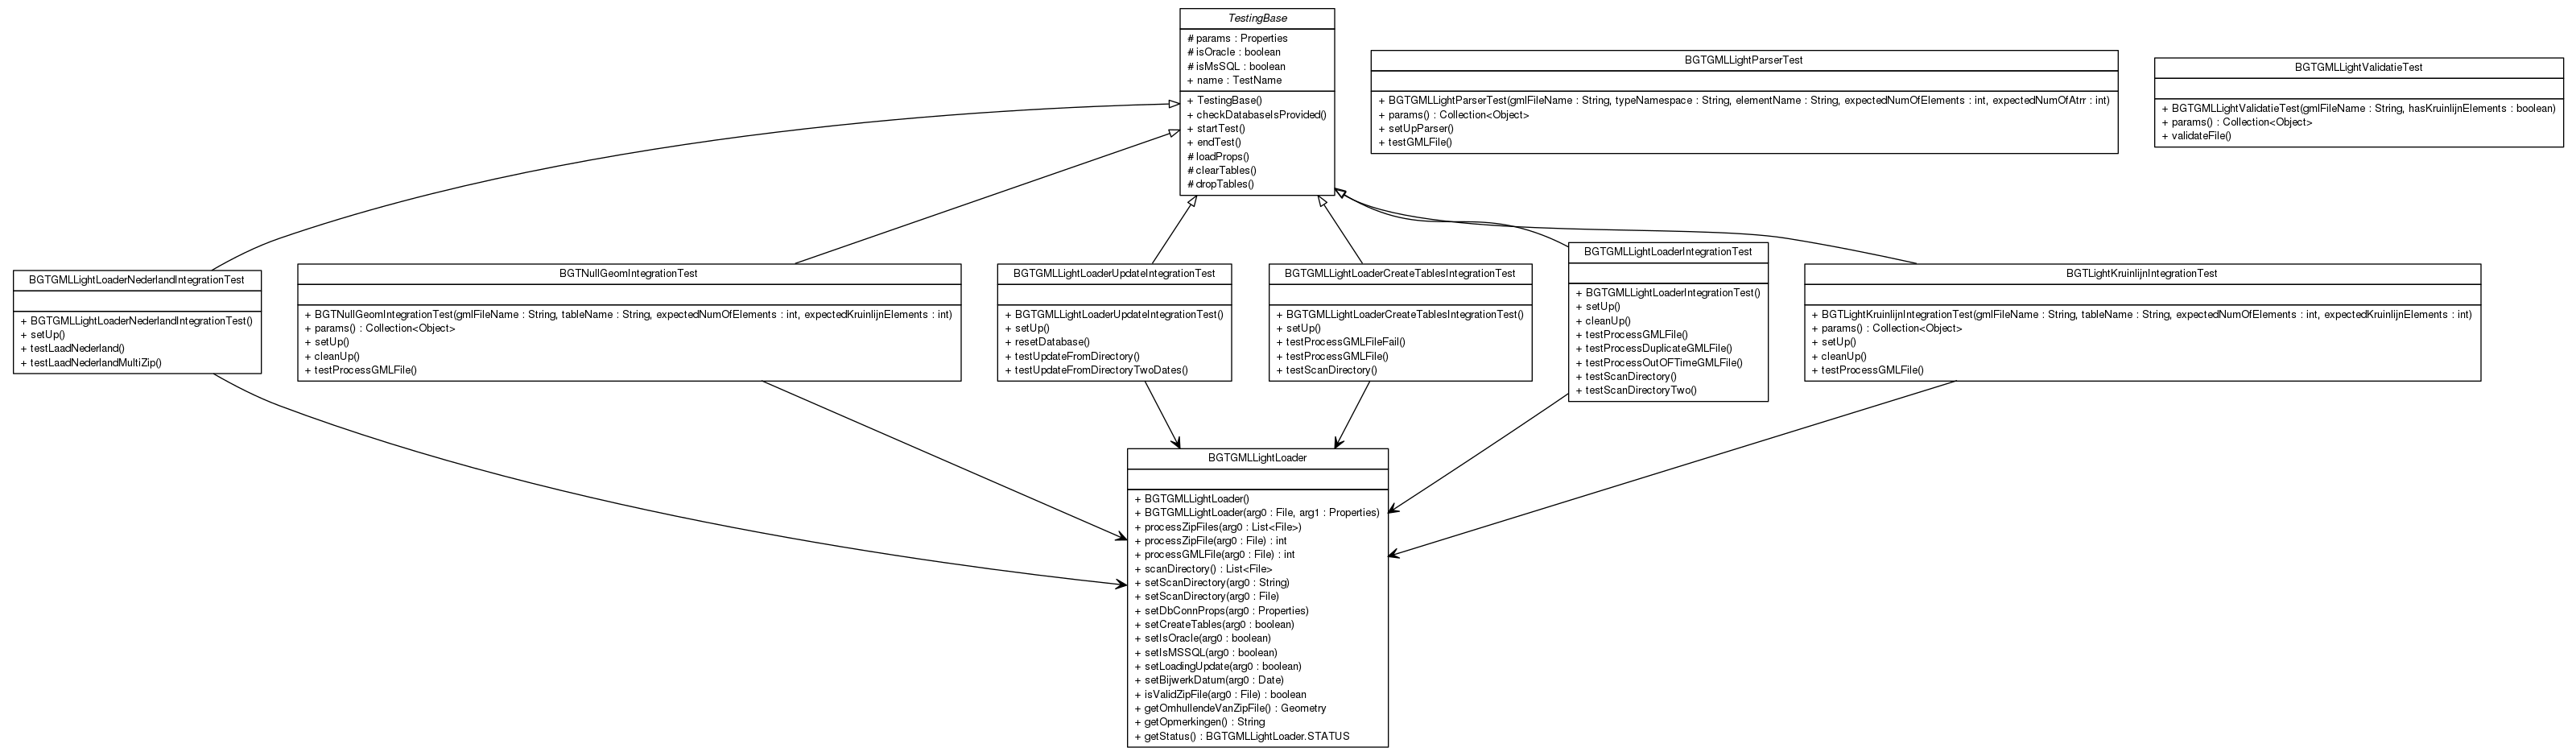 TestingBase
# params : Properties
# isOracle : boolean
# isMsSQL : boolean
+ name : TestName
+ TestingBase()
+ checkDatabaseIsProvided()
+ startTest()
+ endTest()
# loadProps()
# clearTables()
# dropTables()
BGTGMLLightParserTest
+ BGTGMLLightParserTest(gmlFileName : String, typeNamespace : String, elementName : String, expectedNumOfElements : int, expectedNumOfAtrr : int)
+ params() : Collection<Object>
+ setUpParser()
+ testGMLFile()
BGTGMLLightValidatieTest
+ BGTGMLLightValidatieTest(gmlFileName : String, hasKruinlijnElements : boolean)
+ params() : Collection<Object>
+ validateFile()
BGTGMLLightLoaderNederlandIntegrationTest
+ BGTGMLLightLoaderNederlandIntegrationTest()
+ setUp()
+ testLaadNederland()
+ testLaadNederlandMultiZip()
BGTNullGeomIntegrationTest
+ BGTNullGeomIntegrationTest(gmlFileName : String, tableName : String, expectedNumOfElements : int, expectedKruinlijnElements : int)
+ params() : Collection<Object>
+ setUp()
+ cleanUp()
+ testProcessGMLFile()
BGTGMLLightLoaderUpdateIntegrationTest
+ BGTGMLLightLoaderUpdateIntegrationTest()
+ setUp()
+ resetDatabase()
+ testUpdateFromDirectory()
+ testUpdateFromDirectoryTwoDates()
BGTGMLLightLoaderCreateTablesIntegrationTest
+ BGTGMLLightLoaderCreateTablesIntegrationTest()
+ setUp()
+ testProcessGMLFileFail()
+ testProcessGMLFile()
+ testScanDirectory()
BGTGMLLightLoaderIntegrationTest
+ BGTGMLLightLoaderIntegrationTest()
+ setUp()
+ cleanUp()
+ testProcessGMLFile()
+ testProcessDuplicateGMLFile()
+ testProcessOutOFTimeGMLFile()
+ testScanDirectory()
+ testScanDirectoryTwo()
BGTLightKruinlijnIntegrationTest
+ BGTLightKruinlijnIntegrationTest(gmlFileName : String, tableName : String, expectedNumOfElements : int, expectedKruinlijnElements : int)
+ params() : Collection<Object>
+ setUp()
+ cleanUp()
+ testProcessGMLFile()
BGTGMLLightLoader
+ BGTGMLLightLoader()
+ BGTGMLLightLoader(arg0 : File, arg1 : Properties)
+ processZipFiles(arg0 : List<File>)
+ processZipFile(arg0 : File) : int
+ processGMLFile(arg0 : File) : int
+ scanDirectory() : List<File>
+ setScanDirectory(arg0 : String)
+ setScanDirectory(arg0 : File)
+ setDbConnProps(arg0 : Properties)
+ setCreateTables(arg0 : boolean)
+ setIsOracle(arg0 : boolean)
+ setIsMSSQL(arg0 : boolean)
+ setLoadingUpdate(arg0 : boolean)
+ setBijwerkDatum(arg0 : Date)
+ isValidZipFile(arg0 : File) : boolean
+ getOmhullendeVanZipFile() : Geometry
+ getOpmerkingen() : String
+ getStatus() : BGTGMLLightLoader.STATUS